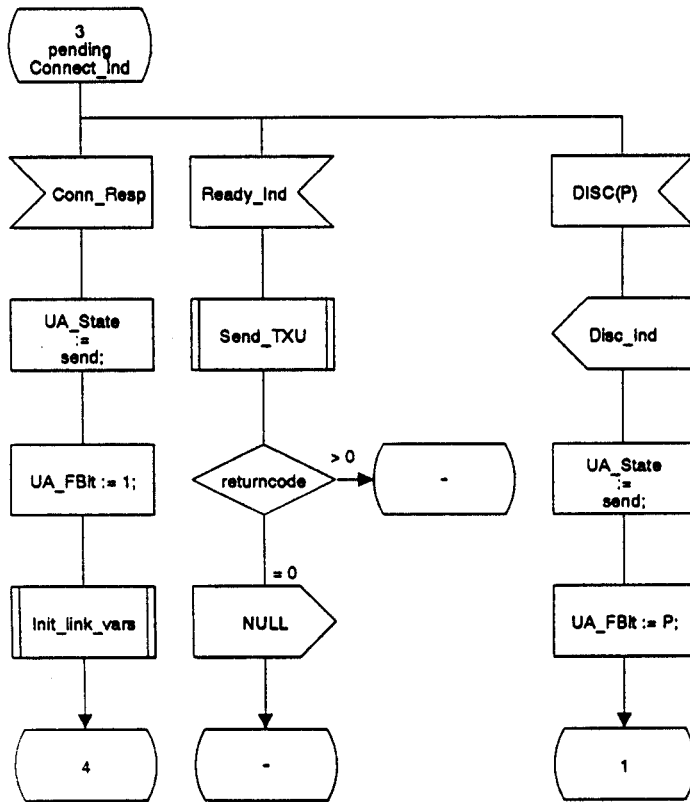 3
pending
Connect_Ind
Conn_Resp
Ready_Ind
DISC(P)
UA_State
:=
send;
Send_TXU
Disc_Ind
UA_FBit := 1;
returncode
> 0
-
UA_State
:=
send;
= 0
Init_link_vars
NULL
UA_FBit := P;
4
-
1